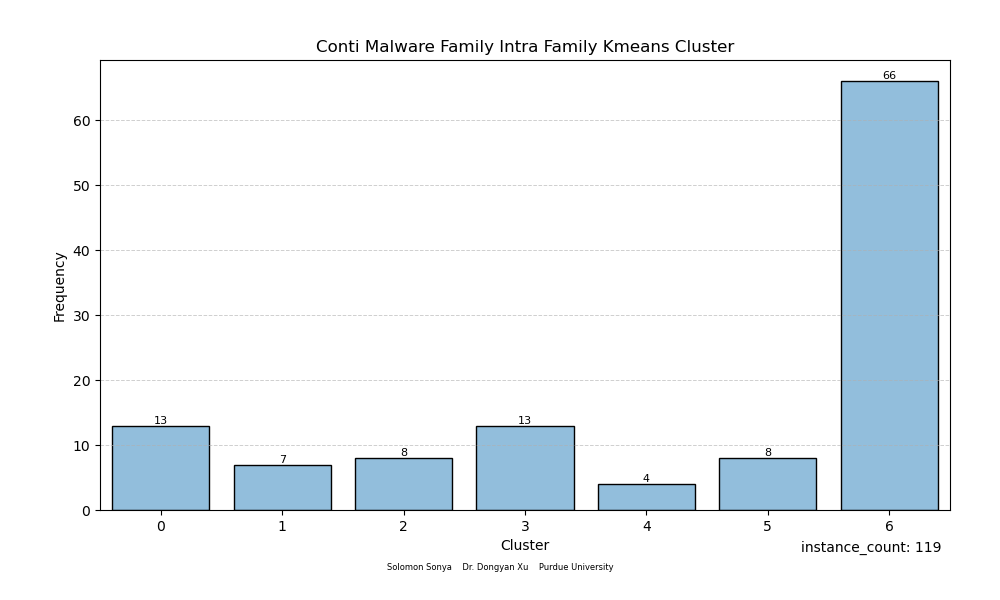 Conti Malware Family Intra Family Kmeans Cluster
66
60
50
40
30
20
10
0
Frequency
13
7
8
13
4
8
0 1 2 3 4 5 6
Cluster
instance_count: 119
Solomon Sonya Dr. Dongyan Xu Purdue University